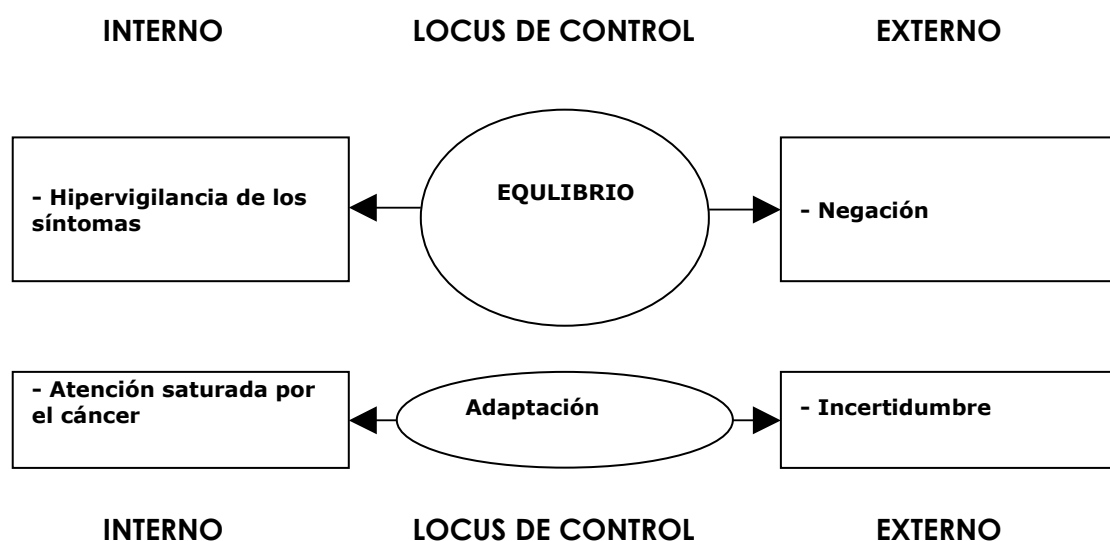 INTERNO LOCUS DE CONTROL EXTERNO
- Hipervigilancia de los
síntomas
EQULIBRIO
- Negación
- Atención saturada por
el cáncer
Adaptación
- Incertidumbre
INTERNO LOCUS DE CONTROL EXTERNO